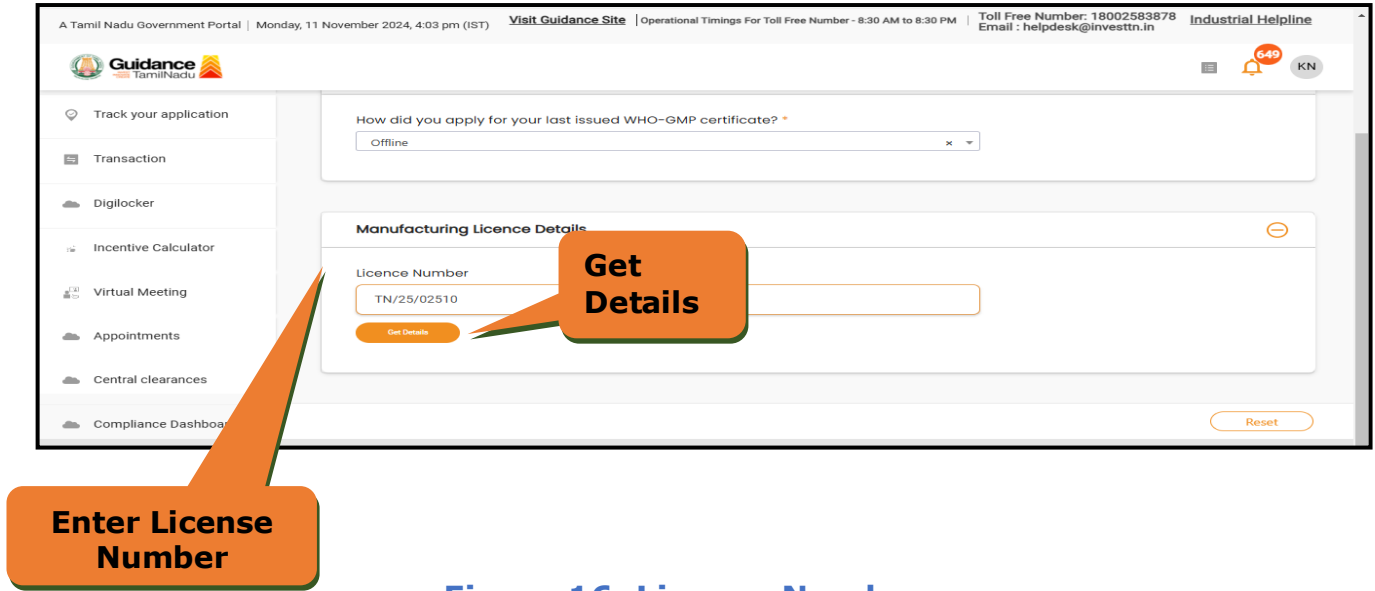 A Tamil Nadu Government Portal | Monday, 11 November 2024, 4:03 pm (IST) Visit Guidance Site | Operational Timings For Toll Free Number - 8:30 AM to 8:30 PM | Toll Free Number: 18002583878 Industrial Helpline
Email : helpdesk@investtn.in
Guidance
TamilNadu
649
KN
Track your application
Transaction
Digilocker
Incentive Calculator
Virtual Meeting
Appointments
Central clearances
Compliance
How did you apply for your last issued WHO-GMP certificate? *
Offline
Manufacturing Licence Details
Licence Number
TN/25/02510
Get Details
Get
Details
Reset
Enter License
Number